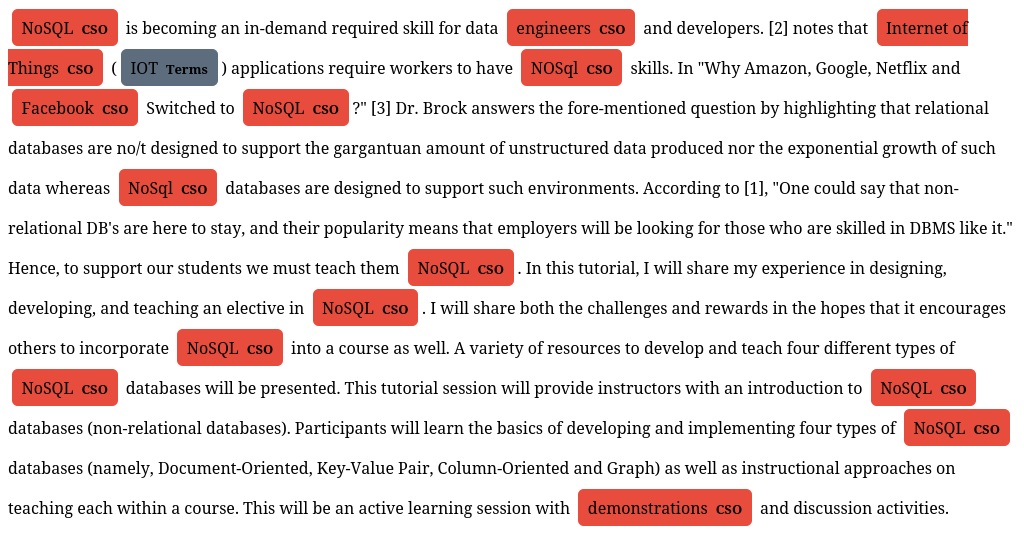 NoSQL CSO is becoming an in-demand required skill for data engineers CSO and developers. [2] notes that Internet of
Things CSO ( IOT Terms ) applications require workers to have NOSql CSO skills. In "Why Amazon, Google, Netflix and
Facebook CSO Switched to NoSQL CSO ?" [3] Dr. Brock answers the fore-mentioned question by highlighting that relational
databases are no/t designed to support the gargantuan amount of unstructured data produced nor the exponential growth of such
data whereas NoSql CSO databases are designed to support such environments. According to [1], "One could say that non-
relational DB's are here to stay, and their popularity means that employers will be looking for those who are skilled in DBMS like it."
Hence, to support our students we must teach them NoSQL CSO . In this tutorial, I will share my experience in designing,
developing, and teaching an elective in NoSQL CSO . I will share both the challenges and rewards in the hopes that it encourages
others to incorporate NoSQL CSO into a course as well. A variety of resources to develop and teach four different types of
NoSQL CSO databases will be presented. This tutorial session will provide instructors with an introduction to NoSQL CSO
databases (non-relational databases). Participants will learn the basics of developing and implementing four types of NoSQL CSO
databases (namely, Document-Oriented, Key-Value Pair, Column-Oriented and Graph) as well as instructional approaches on
teaching each within a course. This will be an active learning session with demonstrations CSO and discussion activities.